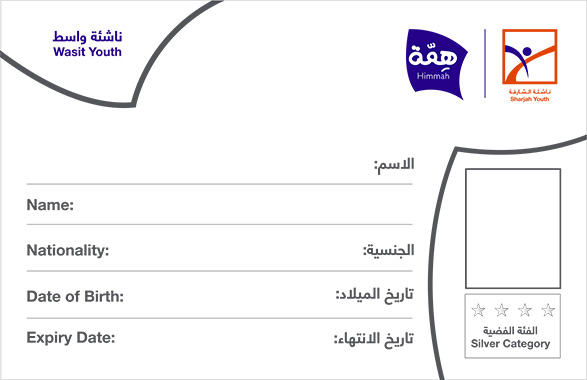 ناشئة واسط
Wasit Youth
هِمّة
Himmah
ناشئة الشارقة
Sharjah Youth
الاسم:
Name:
Nationality: الجنسية:
Date of Birth: تاريخ الميلاد:
Expiry Date: تاريخ الانتهاء:
الفئة الفضية
Silver Category